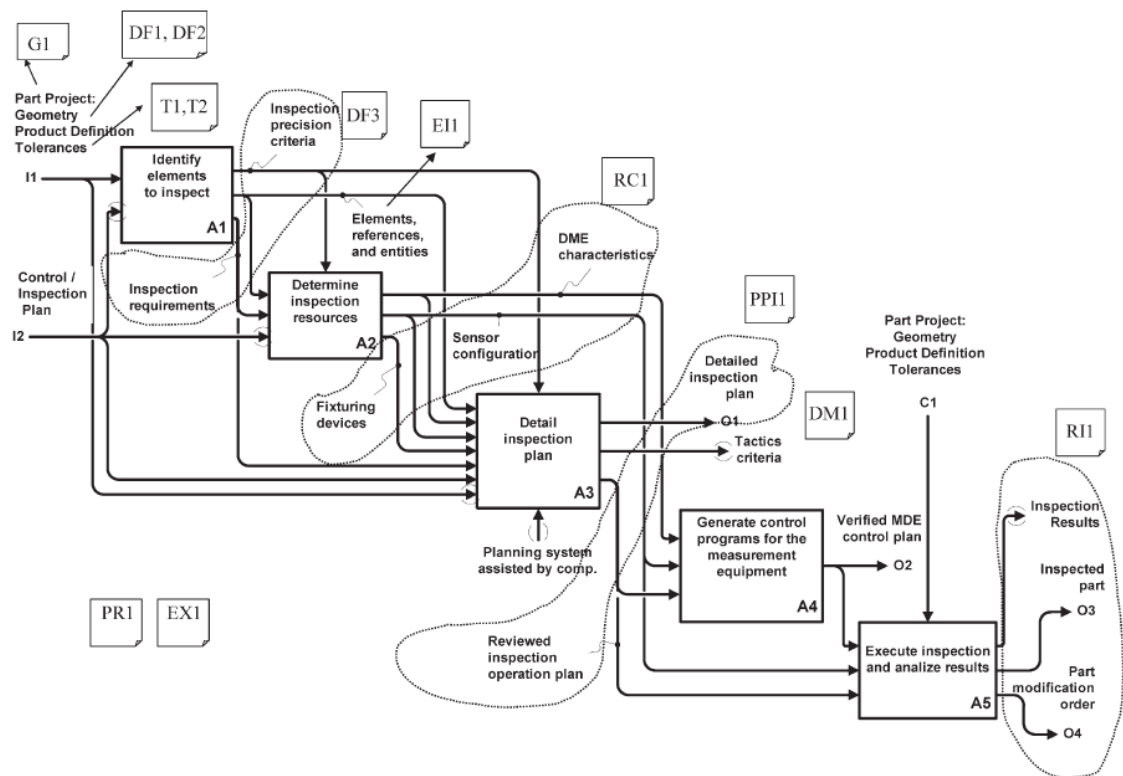 G1
DF1, DF2
Part Project:
Geometry
Product Definition
Tolerances
T1,T2
Inspection
precision
criteria
DF3
EI1
I1
Identify
elements
to inspect
A1
RC1
Elements,
references,
and entities
DME
characteristics
Control /
Inspection
Plan
Inspection
requirements
Determine
inspection
resources
A2
PPI1
I2
Sensor
configuration
Part Project:
Geometry
Product Definition
Tolerances
Detailed
inspection
plan
Fixturing
devices
C1
DM1
O1
RI1
Detail
inspection
plan
A3
Tactics
criteria
Inspection
Results
Generate control
programs for the
measurement
equipment
A4
Verified MDE
control plan
O2
Planning system
assisted by comp.
Inspected
part
O3
PR1
EX1
Reviewed
inspection
operation plan
Execute inspection
and analize results
A5
Part
modification
order
O4